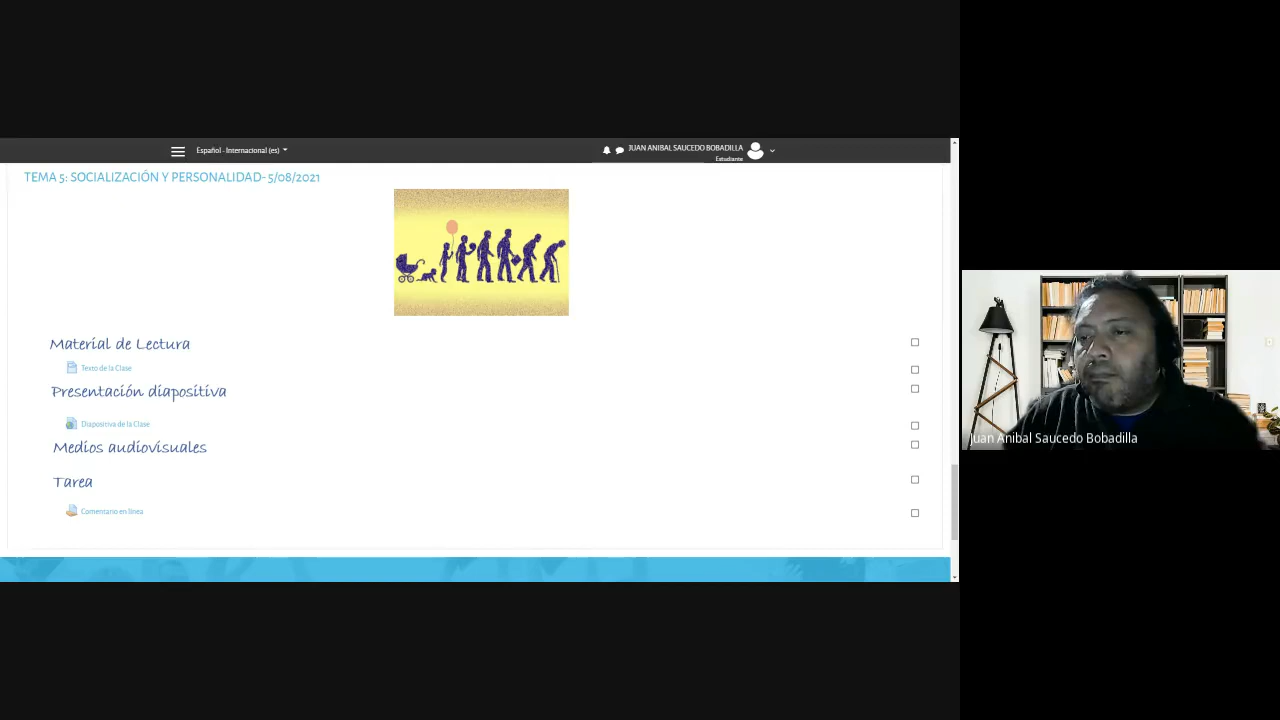 Español - Internacional (es)
JUAN ANIBAL SAUCEDO BOBADILLA
Estudiante
TEMA 5: SOCIALIZACIÓN Y PERSONALIDAD- 5/08/2021
Material de Lectura
Texto de la Clase
Presentación diapositiva
Diapositiva de la Clase
Medios audiovisuales
Tarea
Comentario en línea
Juan Anibal Saucedo Bobadilla